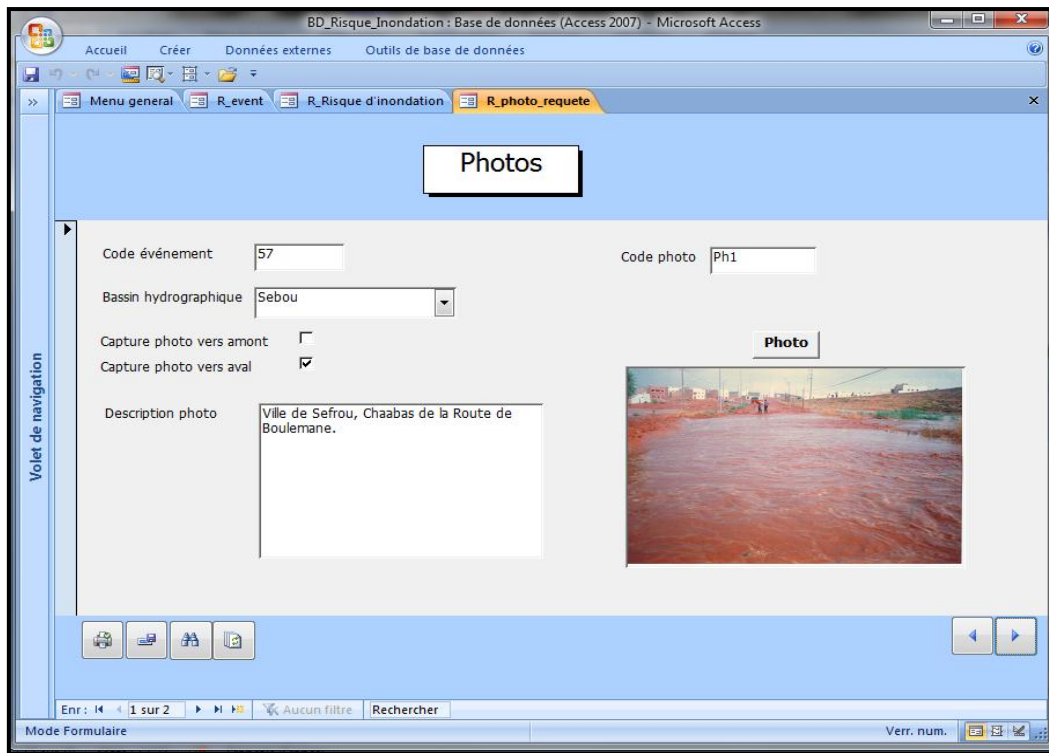 BD_Risque_Inondation : Base de données (Access 2007) - Microsoft Access
Accueil Créer Données externes Outils de base de données
Menu general R_event R_Risque d'inondation R_photo_requete
Photos
Code événement 57 Code photo Ph1
Bassin hydrographique Sebou
Capture photo vers amont
Capture photo vers aval
Photo
Description photo Ville de Sefrou, Chaabas de la Route de
Boulemane.
Volet de navigation
Enr : 1 sur 2 Aucun filtre Rechercher
Mode Formulaire Verr. num.